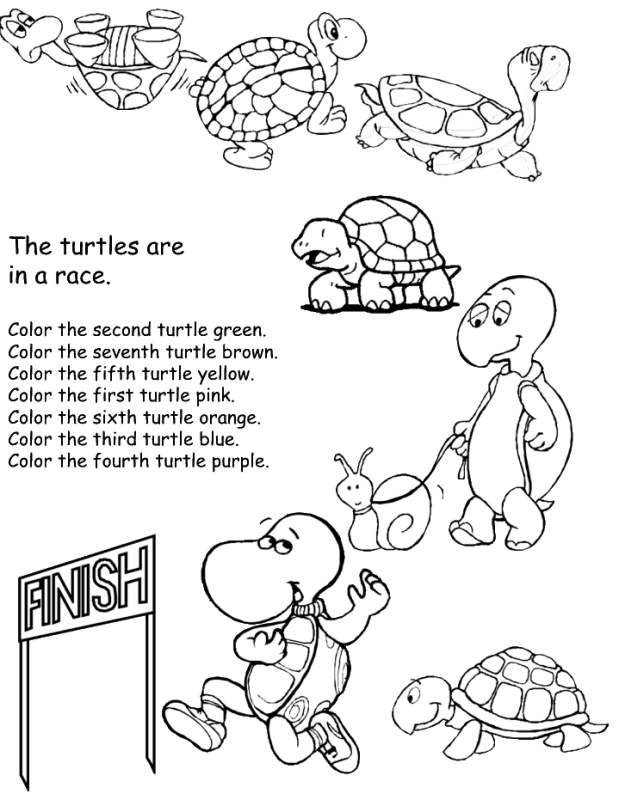 The turtles are
in a race.
Color the second turtle green.
Color the seventh turtle brown.
Color the fifth turtle yellow.
Color the first turtle pink.
Color the sixth turtle orange.
Color the third turtle blue.
Color the fourth turtle purple.
FINISH